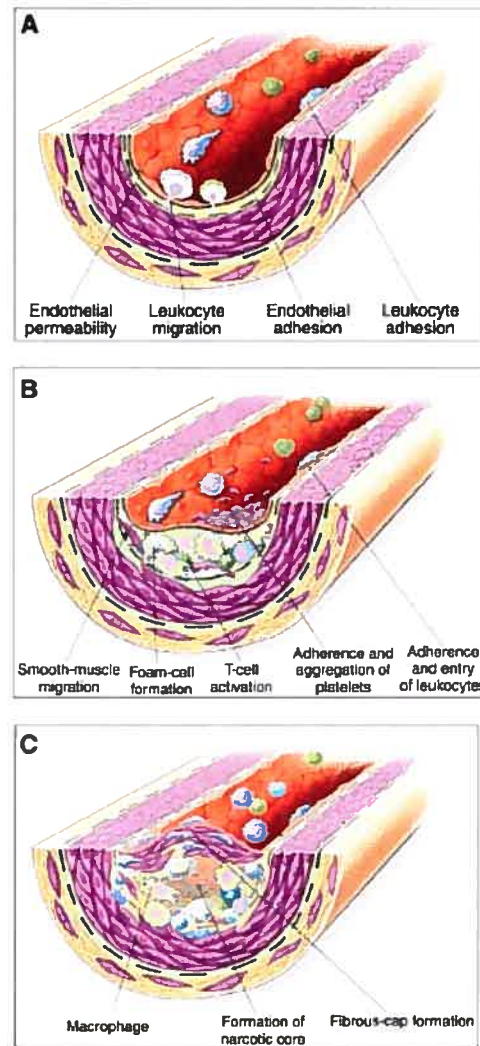 A
Endothelial permeability
Leukocyte migration
Endothelial adhesion
Leukocyte adhesion
B
Smooth-muscle migration
Foam-cell formation
T-cell activation
Adherence and aggregation of platelets
Adherence and entry of leukocytes
C
Macrophage
Formation of narcotic core
Fibrous-cap formation